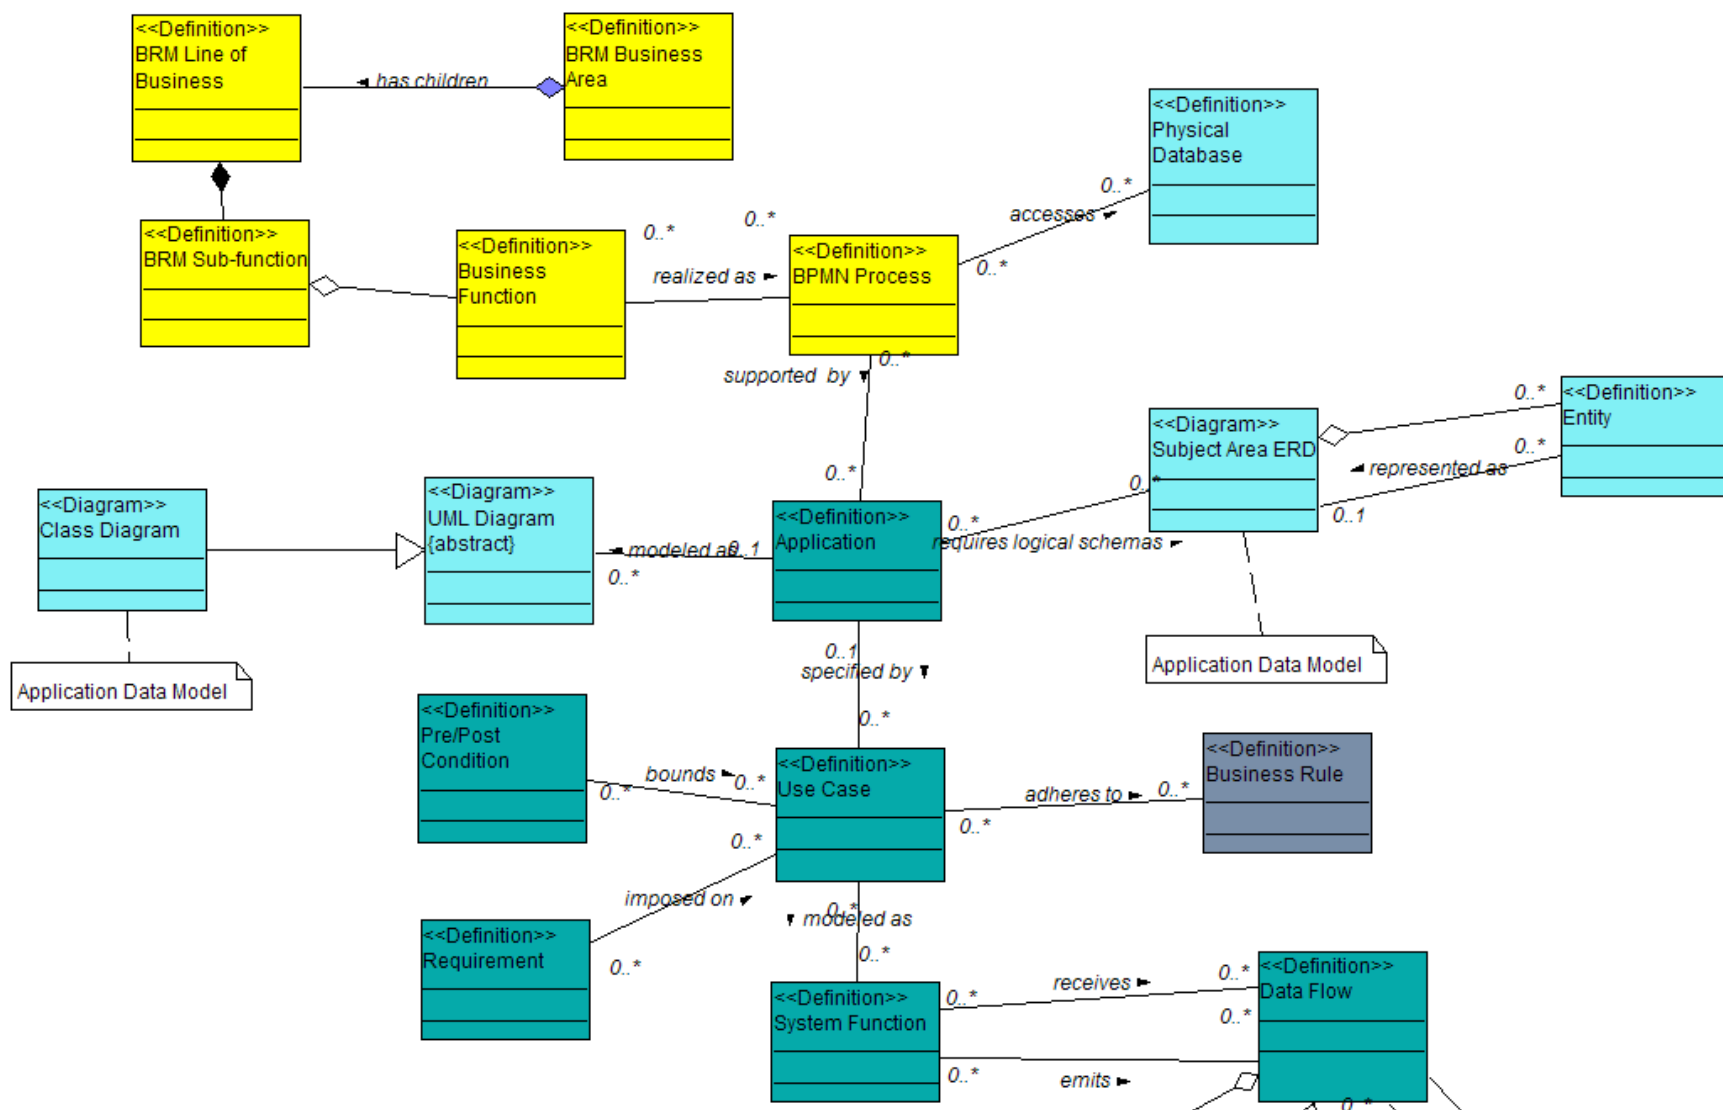 <<Definition>>
BRM Line of
Business
<<Definition>>
BRM Business
Area
◄ has children
<<Definition>>
Physical
Database
<<Definition>>
BRM Sub-function
<<Definition>>
Business
Function
0..*
0..*
realized as ►
<<Definition>>
BPMN Process
accesses ►
0..*
0..*
supported  by ▼
0..*
0..*
<<Diagram>>
Subject Area ERD
0..*
<<Definition>>
Entity
0..*
◄ represented as
0..1
<<Diagram>>
Class Diagram
<<Diagram>>
UML Diagram
{abstract}
◄ modeled as
0..1
0..*
<<Definition>>
Application
0..*
0..*
requires logical schemas ►
Application Data Model
Application Data Model
0..1
specified by ▼
0..*
<<Definition>>
Pre/Post
Condition
bounds ►
0..*
0..*
<<Definition>>
Use Case
adheres to ►
0..*
0..*
<<Definition>>
Business Rule
0..*
imposed on ►
0..*
<<Definition>>
Requirement
0..*
▼ modeled as
0..*
<<Definition>>
System Function
receives ►
0..*
0..*
0..*
0..*
emits ►
<<Definition>>
Data Flow
0..*